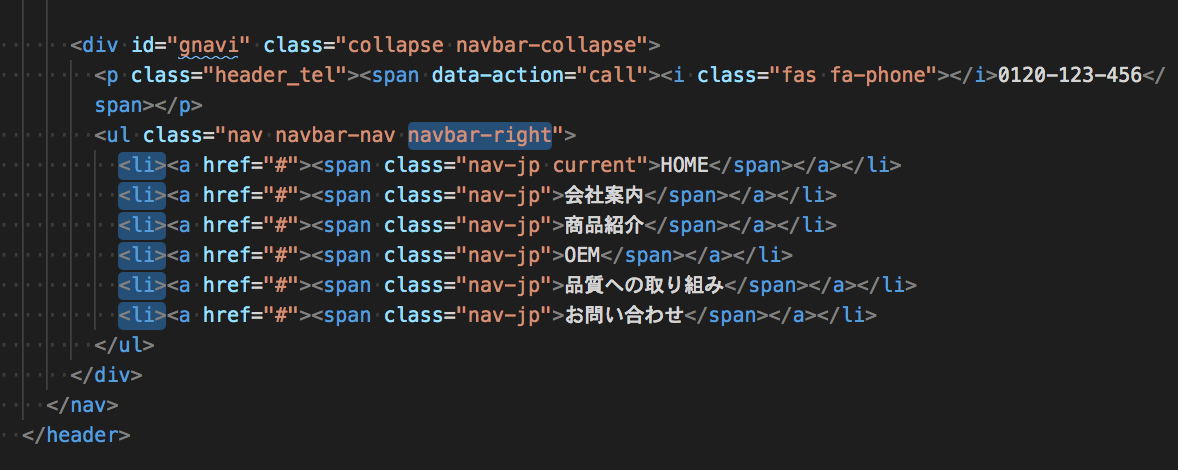 <div id="gnavi" class="collapse navbar-collapse">
<p class="header_tel"><span data-action="call"><i class="fas fa-phone"></i>0120-123-456</
span></p>
<ul class="nav navbar-nav navbar-right">
<li><a href="#"><span class="nav-jp current">HOME</span></a></li>
<li><a href="#"><span class="nav-jp">会社案内</span></a></li>
<li><a href="#"><span class="nav-jp">商品紹介</span></a></li>
<li><a href="#"><span class="nav-jp">OEM</span></a></li>
<li><a href="#"><span class="nav-jp">品質への取り組み</span></a></li>
<li><a href="#"><span class="nav-jp">お問い合わせ</span></a></li>
</ul>
</div>
</nav>
</header>